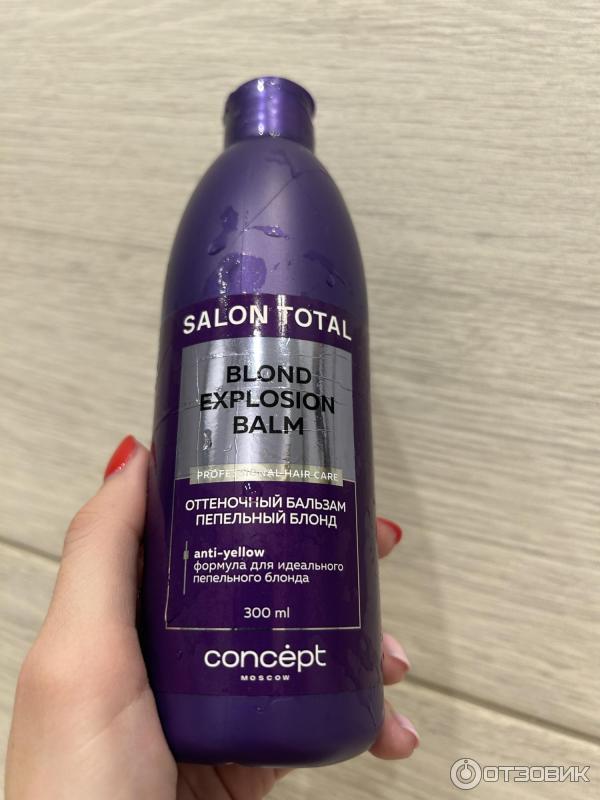 SALON TOTAL
BLOND
EXPLOSION
BALM
PROFESSIONAL HAIR CARE
ОТТЕНОЧНЫЙ БАЛЬЗАМ
ПЕПЕЛЬНЫЙ БЛОНД
anti-yellow
формула для идеального
пепельного блонда
300 ml
concépt
MOSCOW
ОТЗОВИК